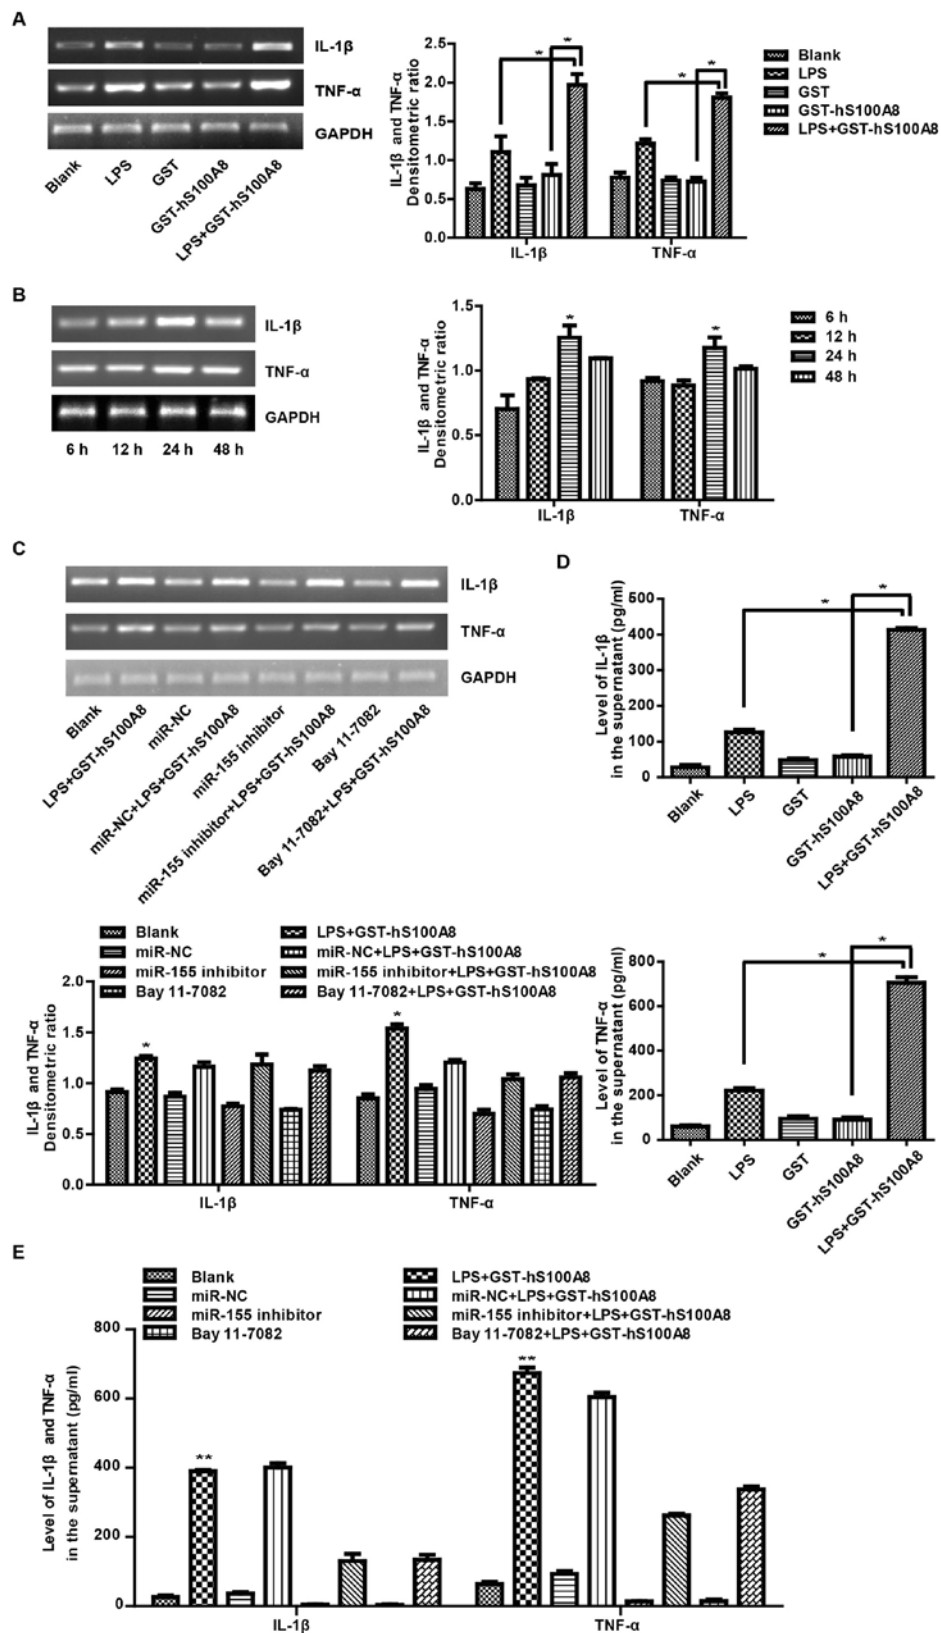 A
IL-1β
TNF-α
GAPDH
Blank
LPS
GST
GST-hS100A8
LPS+GST-hS100A8
IL-1β and TNF-α
Densitometric ratio
2.5
2.0
1.5
1.0
0.5
0.0
*
*
*
*
IL-1β
TNF-α
Blank
LPS
GST
GST-hS100A8
LPS+GST-hS100A8
B
IL-1β
TNF-α
GAPDH
6 h 12 h 24 h 48 h
IL-1β and TNF-α
Densitometric ratio
1.5
1.0
0.5
0.0
*
*
IL-1β
TNF-α
6 h
12 h
24 h
48 h
C
IL-1β
TNF-α
GAPDH
Blank
LPS+GST-hS100A8
miR-NC
miR-NC+LPS+GST-hS100A8
miR-155 inhibitor
miR-155 inhibitor+LPS+GST-hS100A8
Bay 11-7082
Bay 11-7082+LPS+GST-hS100A8
Blank
LPS+GST-hS100A8
miR-NC
miR-NC+LPS+GST-hS100A8
miR-155 inhibitor
miR-155 inhibitor+LPS+GST-hS100A8
Bay 11-7082
Bay 11-7082+LPS+GST-hS100A8
IL-1β and TNF-α
Densitometric ratio
2.0
1.5
1.0
0.5
0.0
*
*
IL-1β
TNF-α
D
Level of IL-1β
in the supernatant (pg/ml)
500
400
300
200
100
0
*
*
Blank
LPS
GST
GST-hS100A8
LPS+GST-hS100A8
Level of TNF-α
in the supernatant (pg/ml)
800
600
400
200
0
*
*
Blank
LPS
GST
GST-hS100A8
LPS+GST-hS100A8
E
Blank
LPS+GST-hS100A8
miR-NC
miR-NC+LPS+GST-hS100A8
miR-155 inhibitor
miR-155 inhibitor+LPS+GST-hS100A8
Bay 11-7082
Bay 11-7082+LPS+GST-hS100A8
Level of IL-1β and TNF-α
in the supernatant (pg/ml)
800
600
400
200
0
**
**
IL-1β
TNF-α